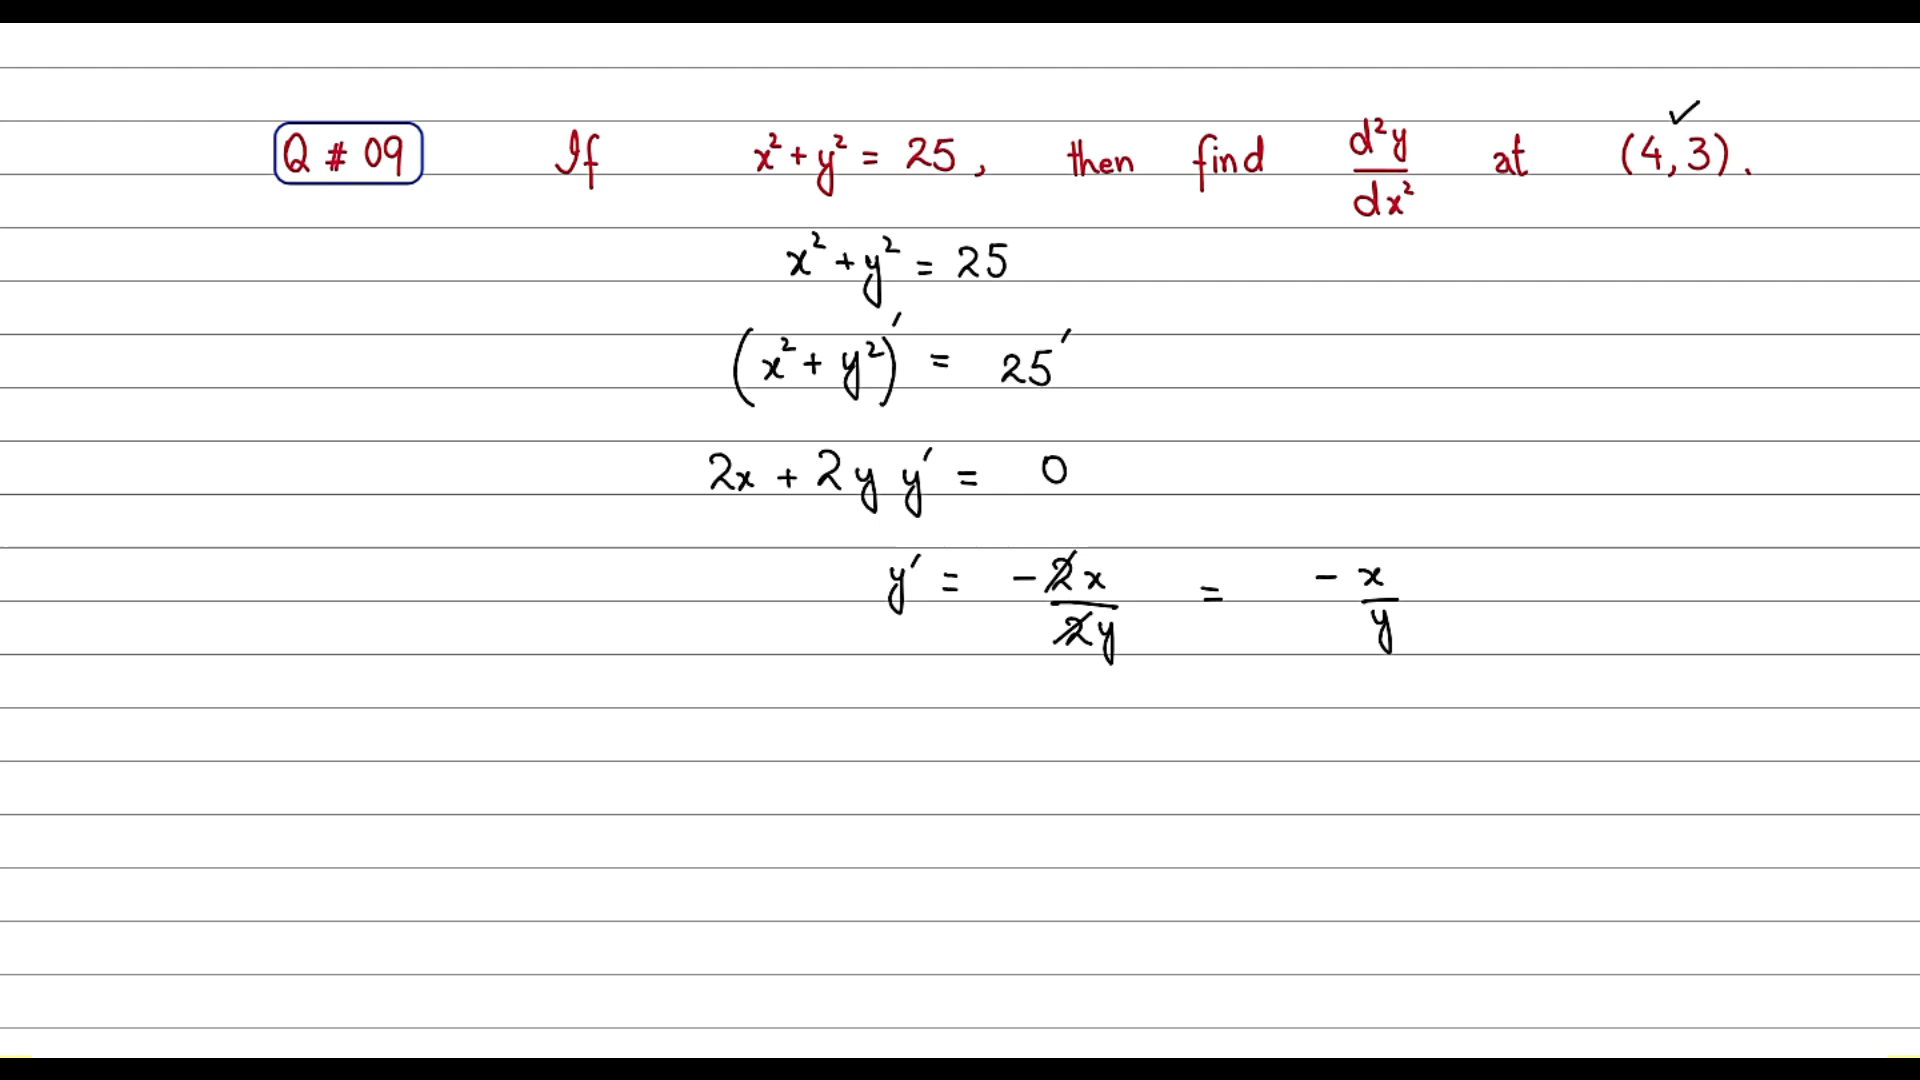 Q # 09 If x² + y² = 25, then find d²y/dx² at (4,3). ✓
x² + y² = 25
(x² + y²)′ = 25′
2x + 2y y′ = 0
y′ = -2x/2y = -x/y